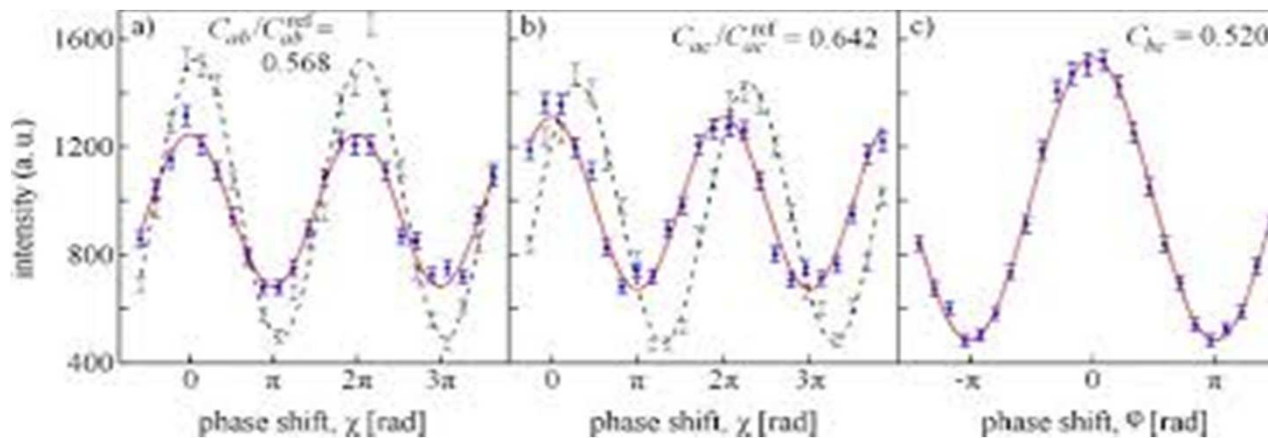 a) C_ab/C_ab^ref =
0.568
b) C_ac/C_ac^ref = 0.642
c) C_bc = 0.520
intensity (a. u.)
1600
1200
800
400
0 π 2π 3π
0 π 2π 3π
-π 0 π
phase shift, χ [rad]
phase shift, χ [rad]
phase shift, φ [rad]